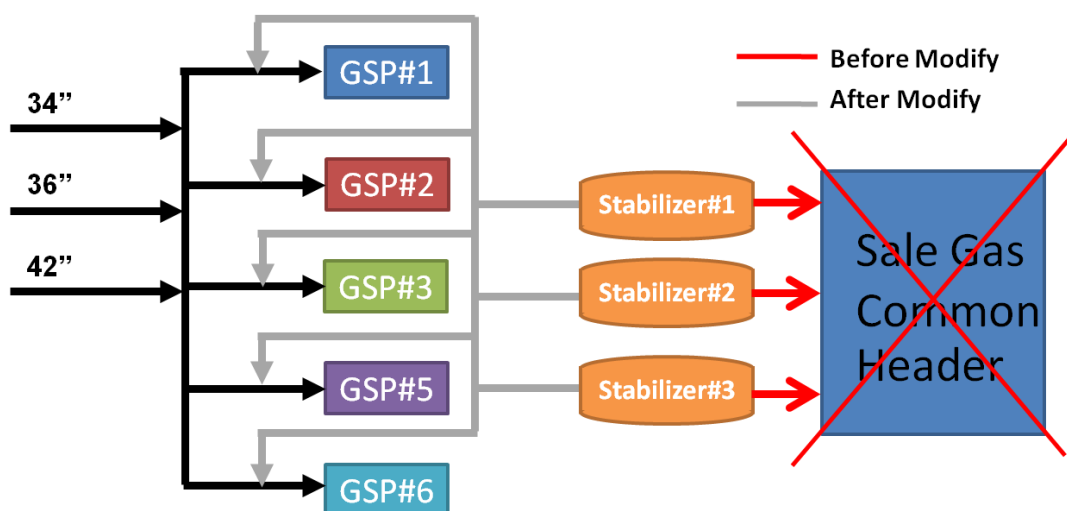 GSP#1
Before Modify
After Modify
34”
GSP#2
36”
Stabilizer#1
Sale Gas
Common
Header
42”
GSP#3
Stabilizer#2
GSP#5
Stabilizer#3
GSP#6